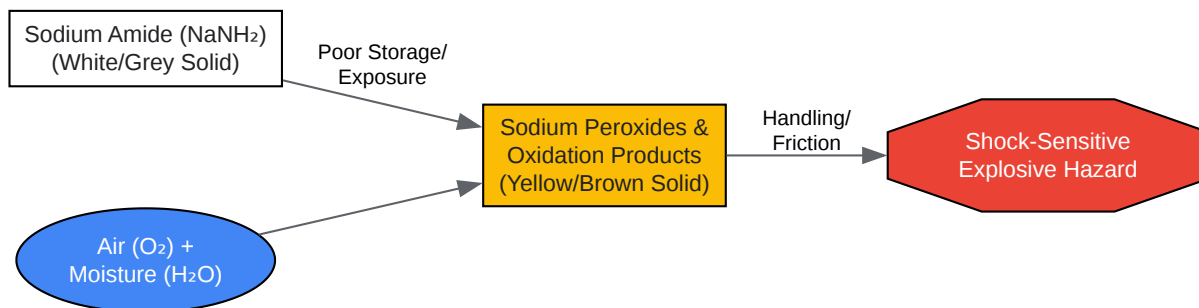 Sodium Amide (NaNH₂)
(White/Grey Solid)
Poor Storage/
Exposure
Air (O₂) +
Moisture (H₂O)
Sodium Peroxides &
Oxidation Products
(Yellow/Brown Solid)
Handling/
Friction
Shock-Sensitive
Explosive Hazard